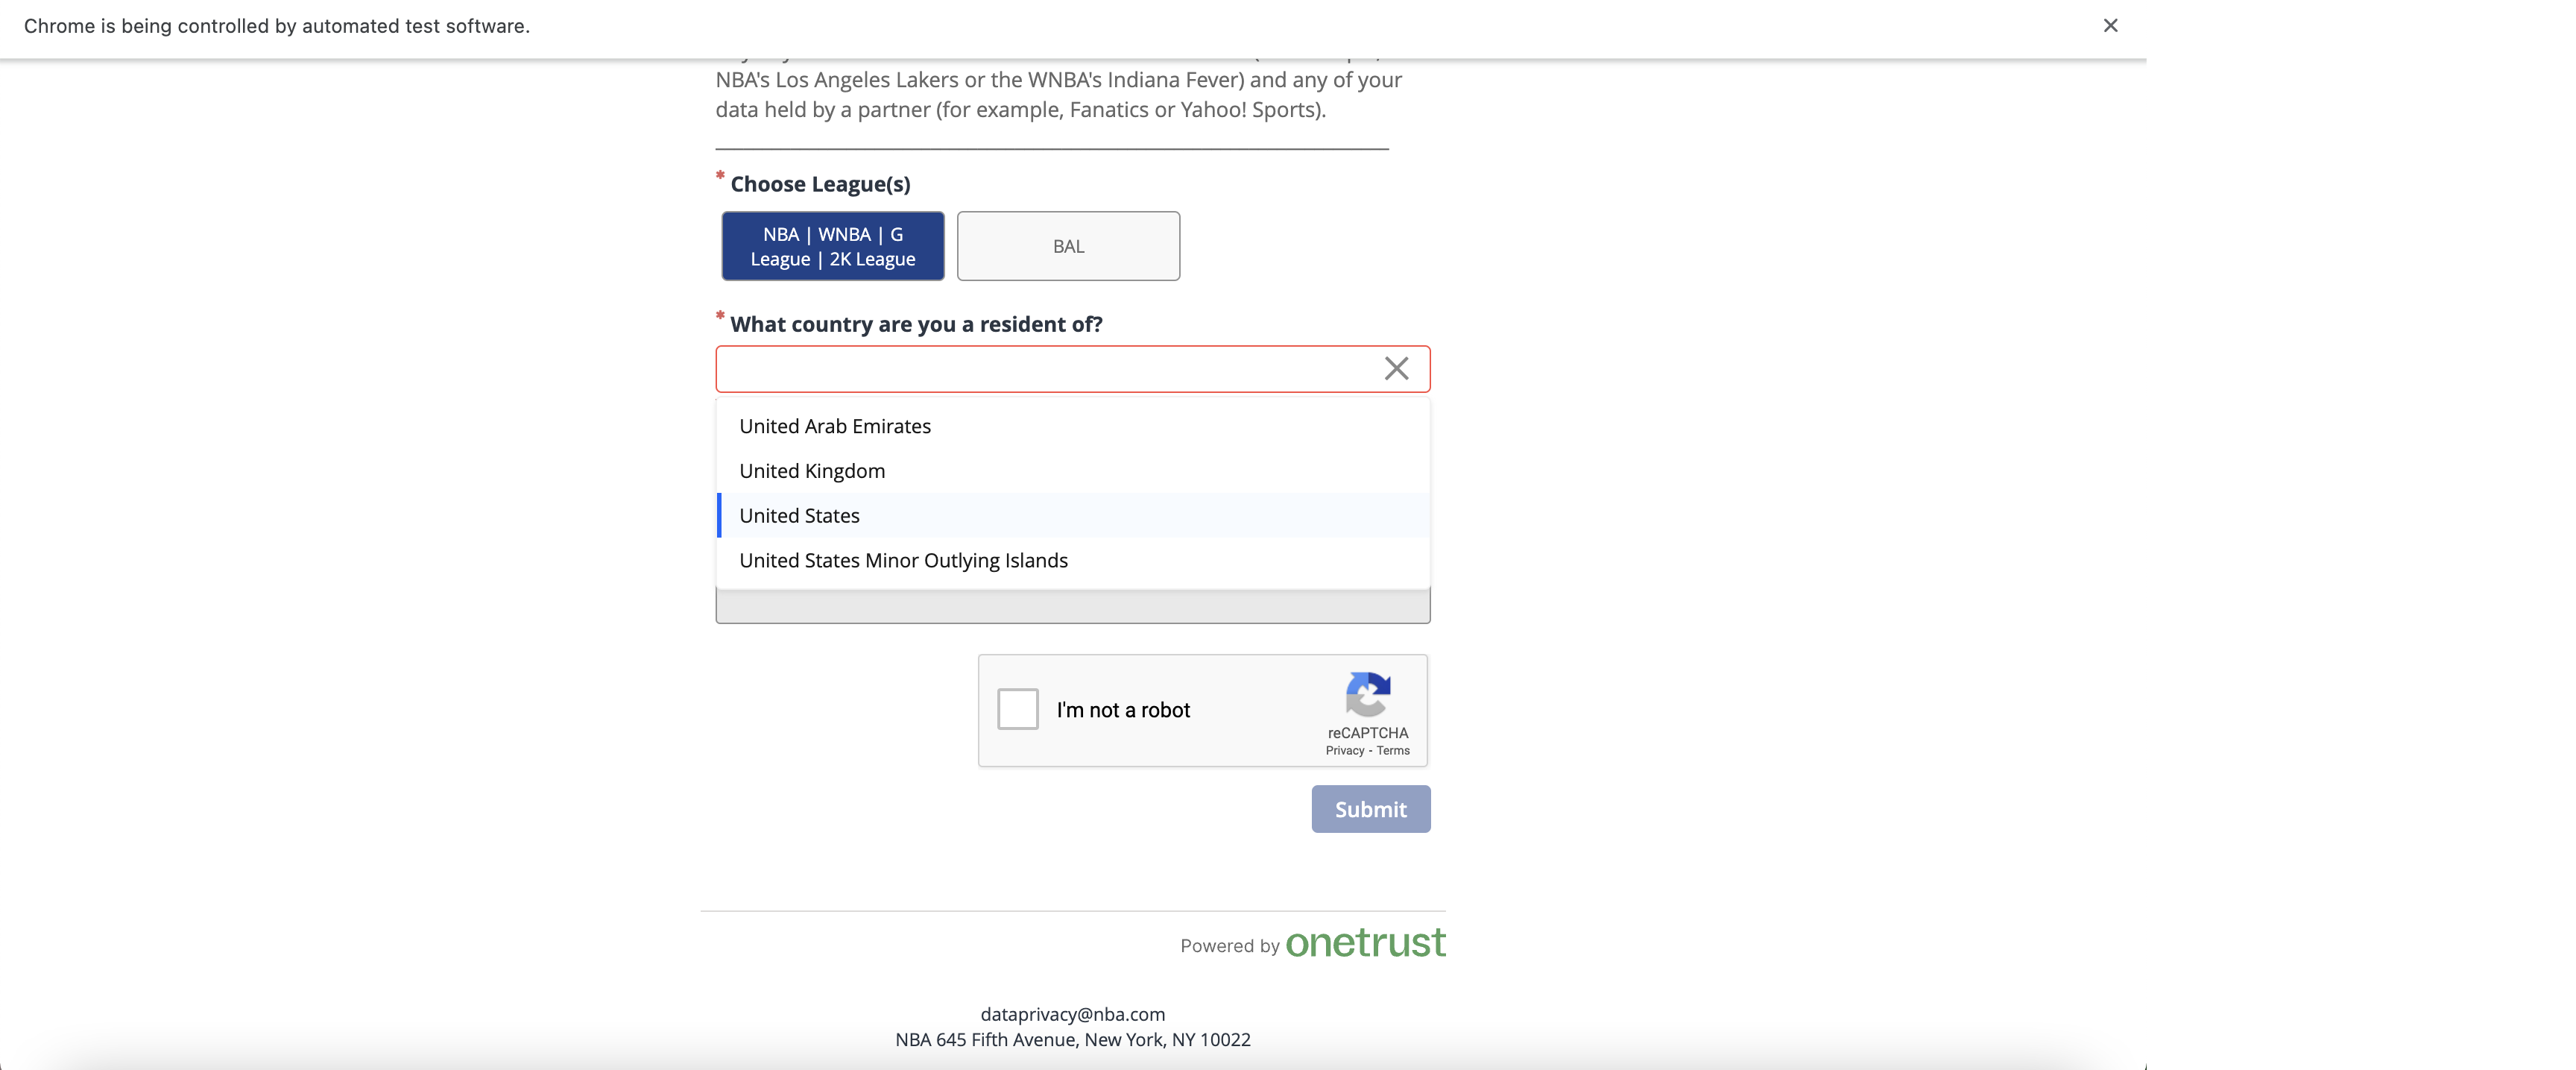 Chrome is being controlled by automated test software.
NBA's Los Angeles Lakers or the WNBA's Indiana Fever) and any of your
data held by a partner (for example, Fanatics or Yahoo! Sports).
* Choose League(s)
NBA | WNBA | G
League | 2K League
BAL
* What country are you a resident of?
United Arab Emirates
United Kingdom
United States
United States Minor Outlying Islands
I'm not a robot
reCAPTCHA
Privacy - Terms
Submit
Powered by onetrust
dataprivacy@nba.com
NBA 645 Fifth Avenue, New York, NY 10022